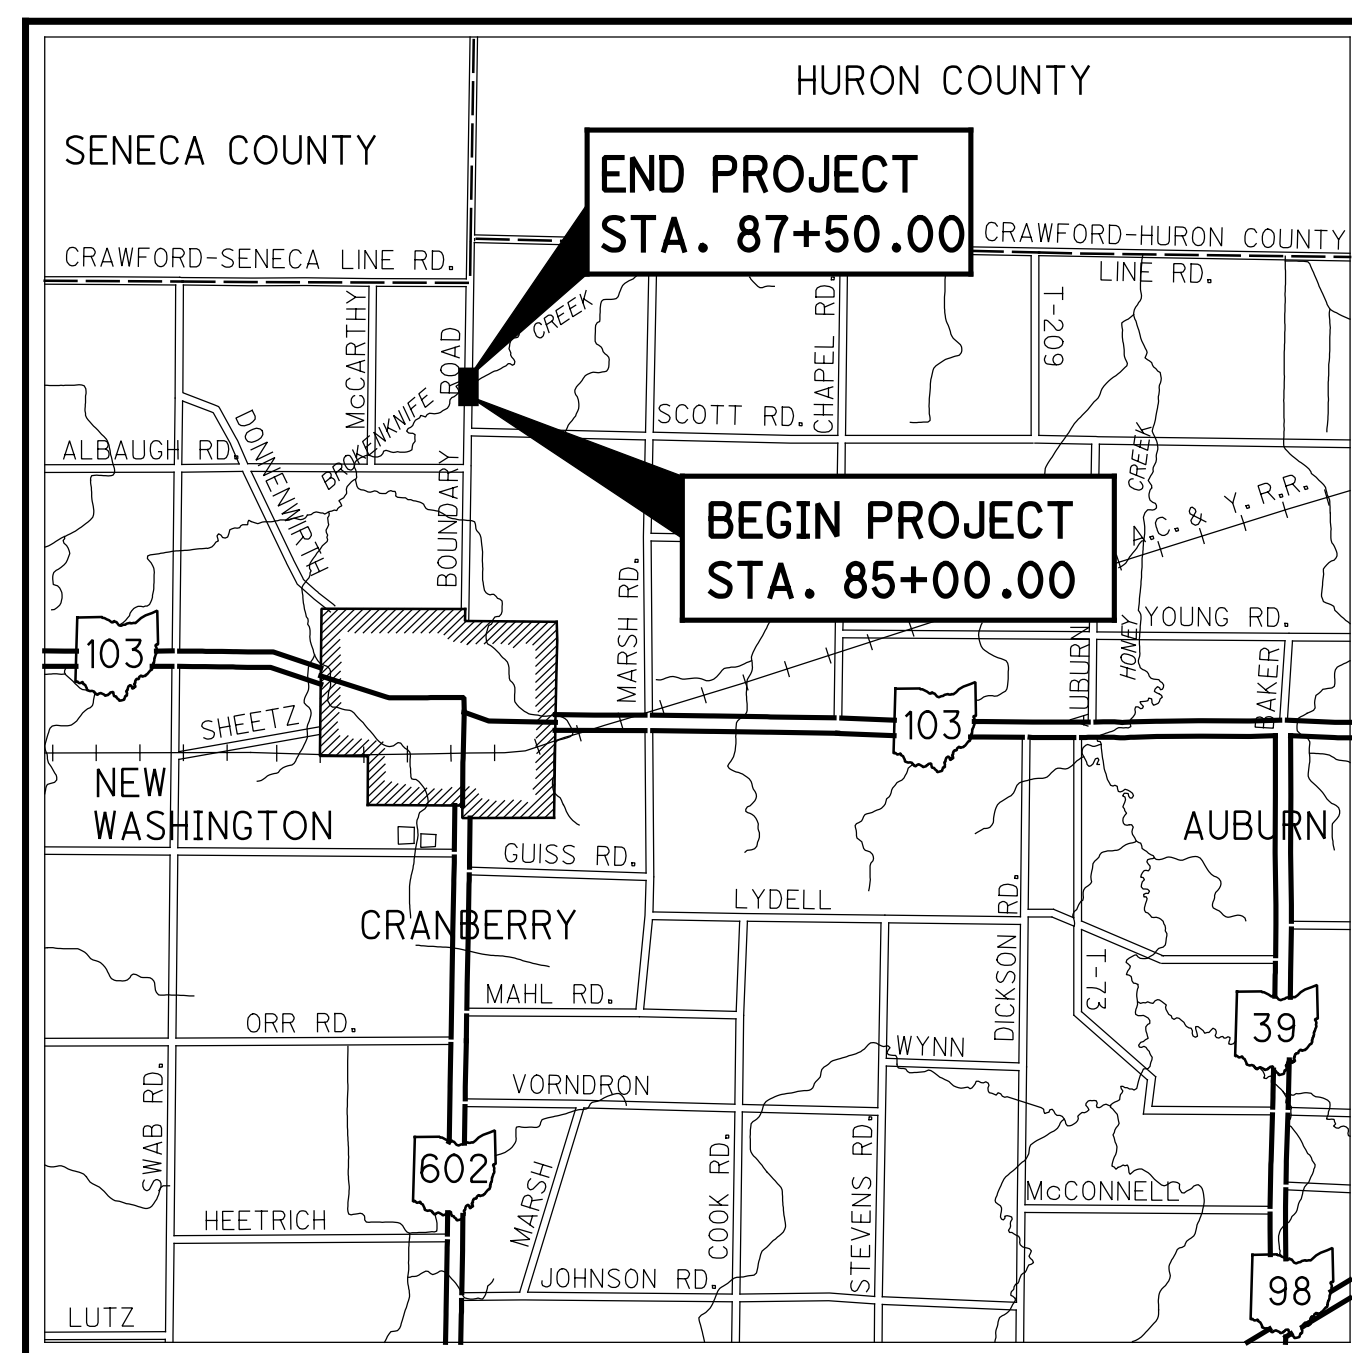 HURON COUNTY
SENECA COUNTY
END PROJECT
STA. 87+50.00
CRAWFORD-HURON COUNTY
LINE RD.
CRAWFORD-SENECA LINE RD.
McCARTHY
BOUNDARY ROAD
CREEK
CHAPEL RD.
T-209
BROKENKNIFE
SCOTT RD.
DONNENWIRTH
ALBAUGH RD.
CREEK
A.C. & Y. R.R.
BEGIN PROJECT
STA. 85+00.00
MARSH RD.
YOUNG RD.
HONEY
AUBURN
BAKER
103
SHEETZ
103
NEW
WASHINGTON
AUBURN
GUISS RD.
LYDELL
CRANBERRY
DICKSON RD.
T-73
MAHL RD.
ORR RD.
39
WYNN
VORNDRON
SWAB RD.
602
MARSH
COOK RD.
STEVENS RD.
McCONNELL
HEETRICH
JOHNSON RD.
98
LUTZ